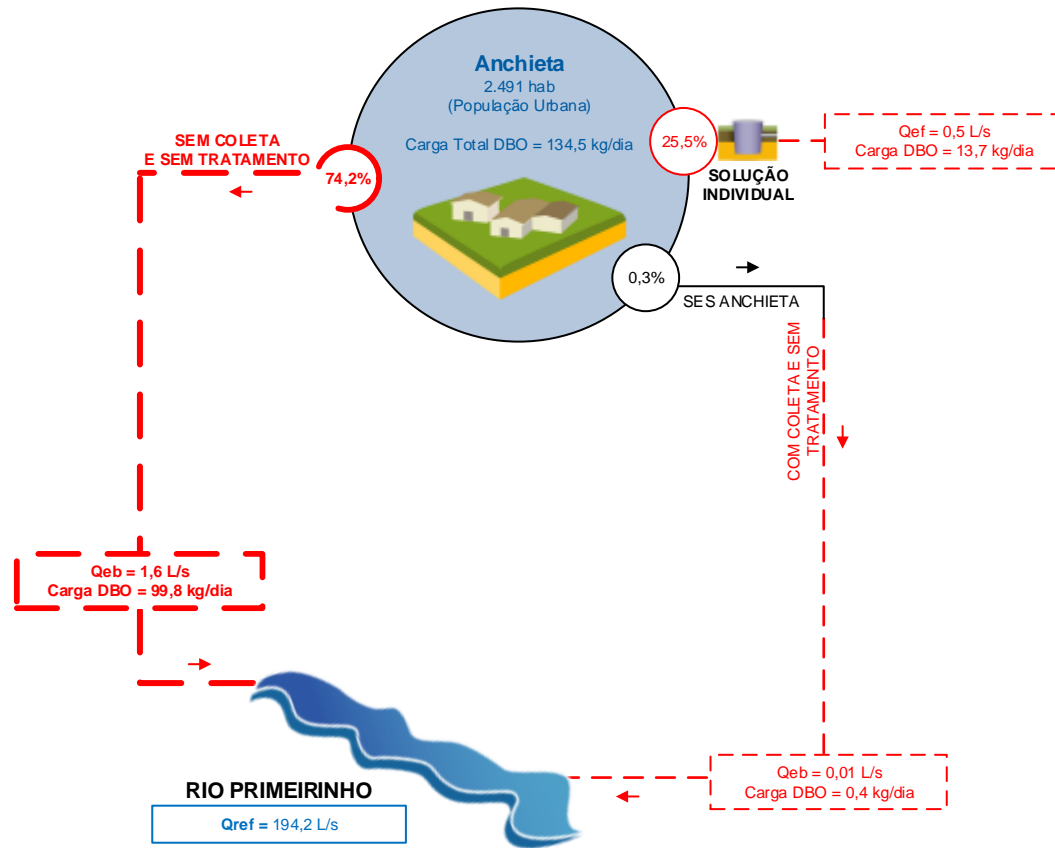 Anchieta
2.491 hab
(População Urbana)
Carga Total DBO = 134,5 kg/dia
SEM COLETA
E SEM TRATAMENTO
74,2%
25,5%
SOLUÇÃO
INDIVIDUAL
Qef = 0,5 L/s
Carga DBO = 13,7 kg/dia
0,3%
SES ANCHIETA
COM COLETA E SEM
TRATAMENTO
Qeb = 1,6 L/s
Carga DBO = 99,8 kg/dia
Qeb = 0,01 L/s
Carga DBO = 0,4 kg/dia
RIO PRIMEIRINHO
Qref = 194,2 L/s